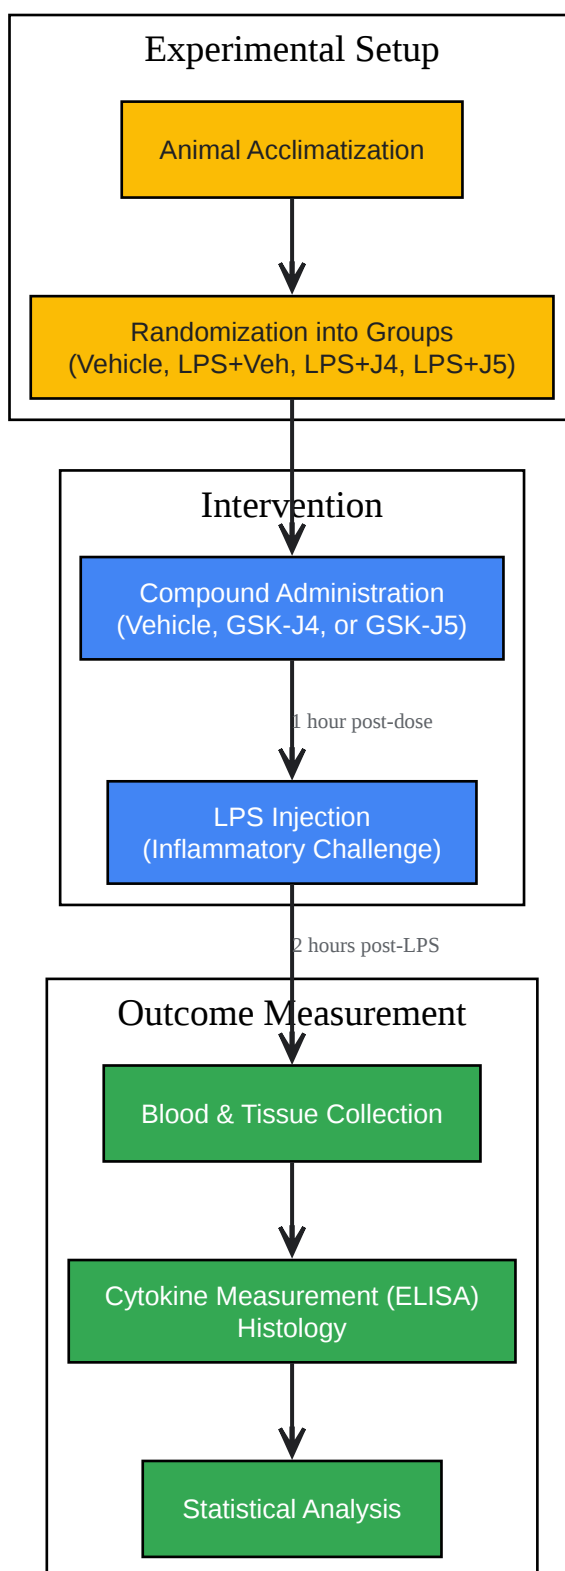 Experimental Setup
Animal Acclimatization
Randomization into Groups
(Vehicle, LPS+Veh, LPS+J4, LPS+J5)
Intervention
Compound Administration
(Vehicle, GSK-J4, or GSK-J5)
1 hour post-dose
LPS Injection
(Inflammatory Challenge)
2 hours post-LPS
Outcome Measurement
Blood & Tissue Collection
Cytokine Measurement (ELISA)
Histology
Statistical Analysis